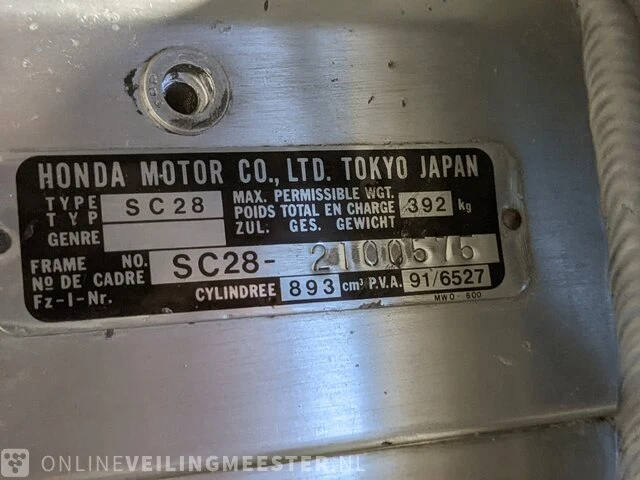 HONDA MOTOR CO., LTD. TOKYO JAPAN
TYPE SC28 MAX. PERMISSIBLE WGT.
TYP POIDS TOTAL EN CHARGE 392 kg
GENRE ZUL. GES. GEWICHT
FRAME NO. SC28- 2100575
NO DE CADRE
Fz-I-Nr. CYLINDREE 893 cm³ P.V.A. 91/6527
MW0-600
ONLINEVEILINGMEESTER.NL